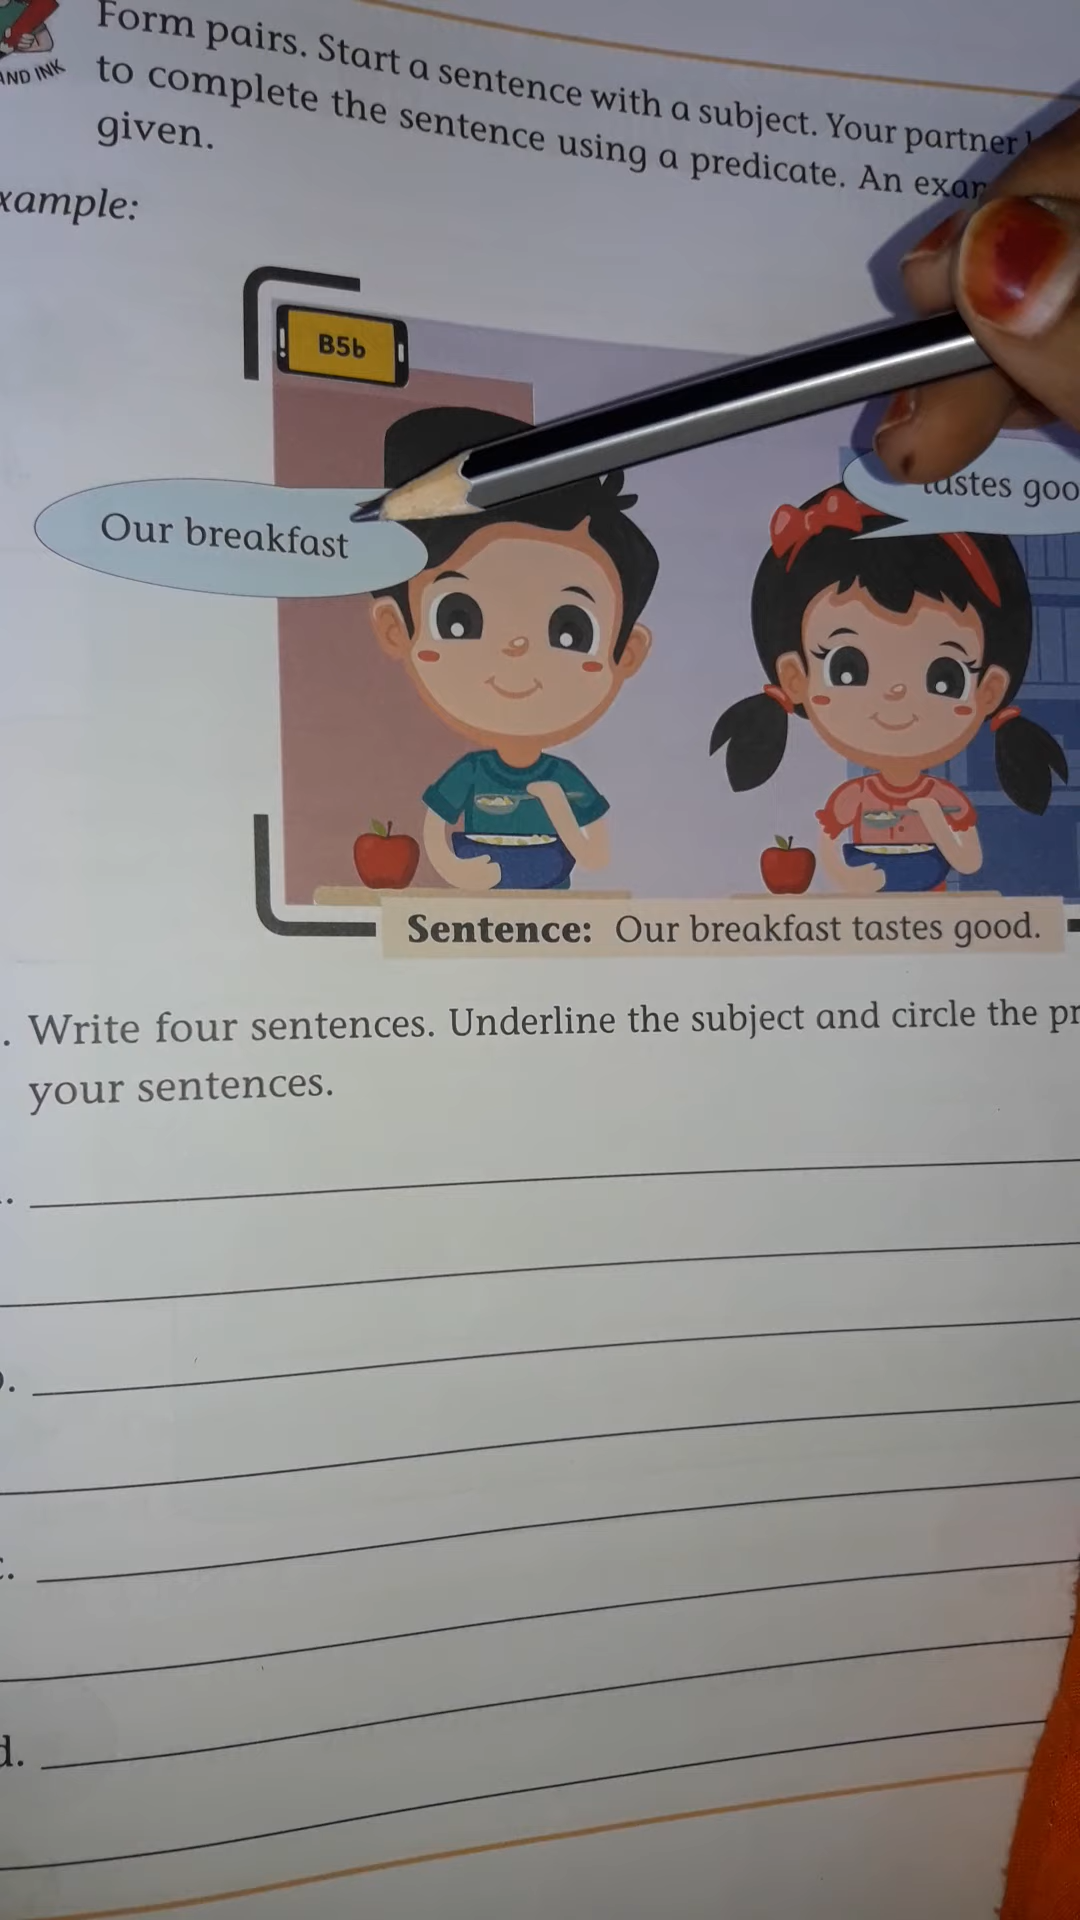 AND INK
Form pairs. Start a sentence with a subject. Your partner
to complete the sentence using a predicate. An
given.
xample:
B5b
Our breakfast
tastes goo
Sentence: Our breakfast tastes good.
. Write four sentences. Underline the subject and circle the pr
your sentences.
d.